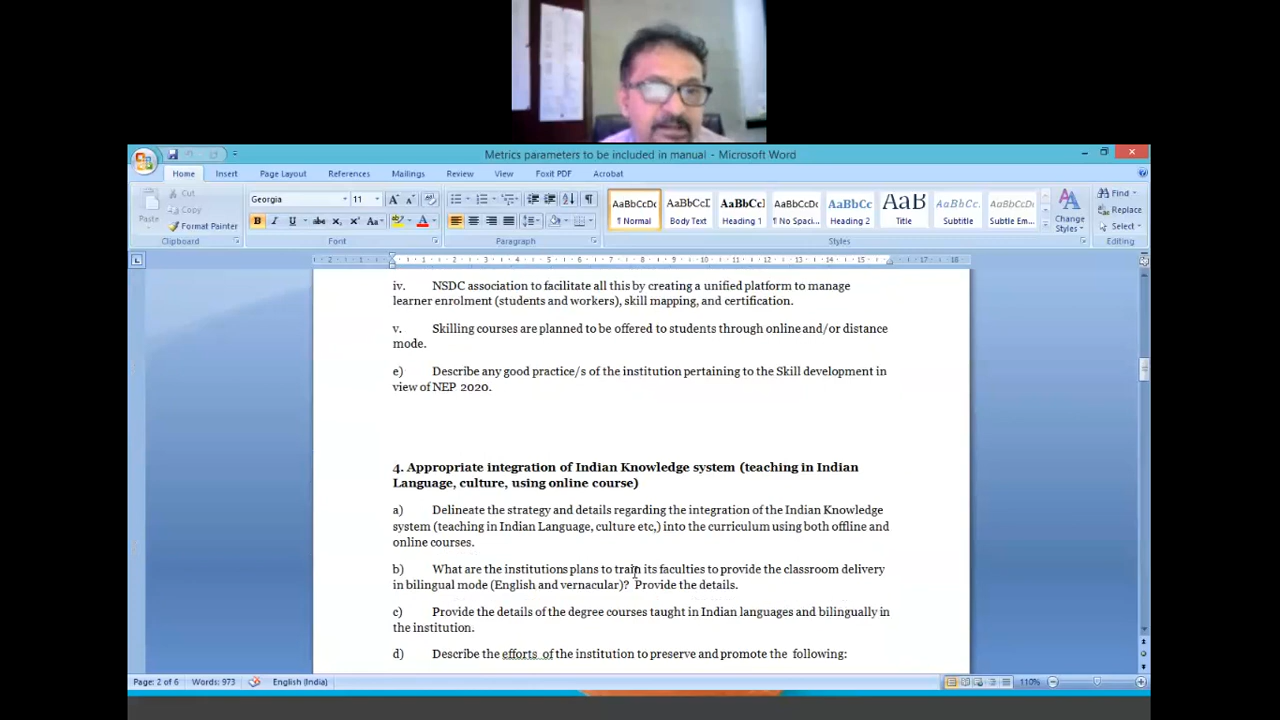 Metrics parameters to be included in manual - Microsoft Word
Home Insert Page Layout References Mailings Review View Foxit PDF Acrobat
Paste
Cut
Copy
Format Painter
Clipboard
Georgia 11
Font
Paragraph
AaBbCcDc AaBbCcDc AaBbCcI AaBbCcDc AaBbCc AaB AaBbCcI AaBbCcDc
¶ Normal Body Text Heading 1 ¶ No Spaci... Heading 2 Title Subtitle Subtle Em...
Change Styles
Styles
Find
Replace
Select
Editing
iv. NSDC association to facilitate all this by creating a unified platform to manage
learner enrolment (students and workers), skill mapping, and certification.
v. Skilling courses are planned to be offered to students through online and/or distance
mode.
e) Describe any good practice/s of the institution pertaining to the Skill development in
view of NEP 2020.
4. Appropriate integration of Indian Knowledge system (teaching in Indian
Language, culture, using online course)
a) Delineate the strategy and details regarding the integration of the Indian Knowledge
system (teaching in Indian Language, culture etc,) into the curriculum using both offline and
online courses.
b) What are the institutions plans to train its faculties to provide the classroom delivery
in bilingual mode (English and vernacular)? Provide the details.
c) Provide the details of the degree courses taught in Indian languages and bilingually in
the institution.
d) Describe the efforts of the institution to preserve and promote the following:
Page: 2 of 6 Words: 973 English (India) 110%